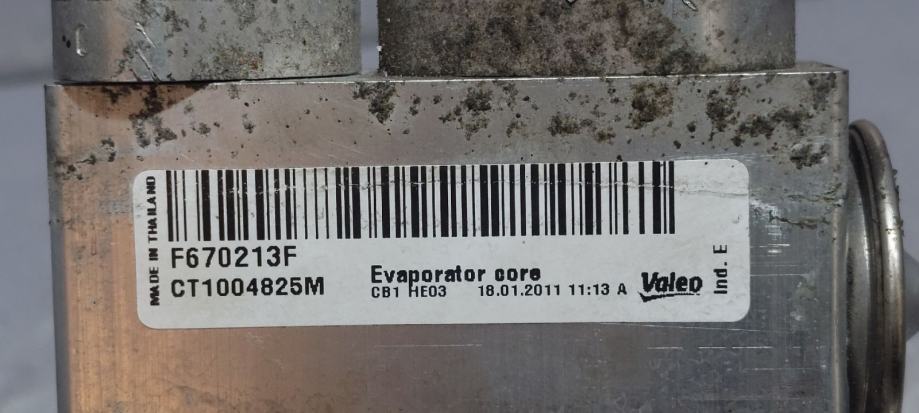 MADE IN THAILAND
F670213F
CT1004825M
Evaporator core
CB1 HE03 18.01.2011 11:13 A
Valeo
Ind. E